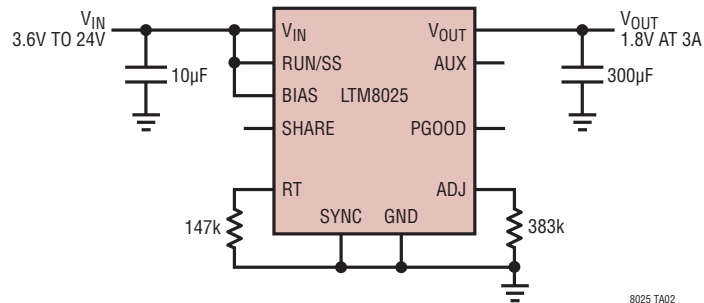 VIN
3.6V TO 24V
10µF
VIN
RUN/SS
BIAS
SHARE
RT
LTM8025
VOUT
AUX
PGOOD
ADJ
SYNC
GND
VOUT
1.8V AT 3A
300µF
147k
383k
8025 TA02